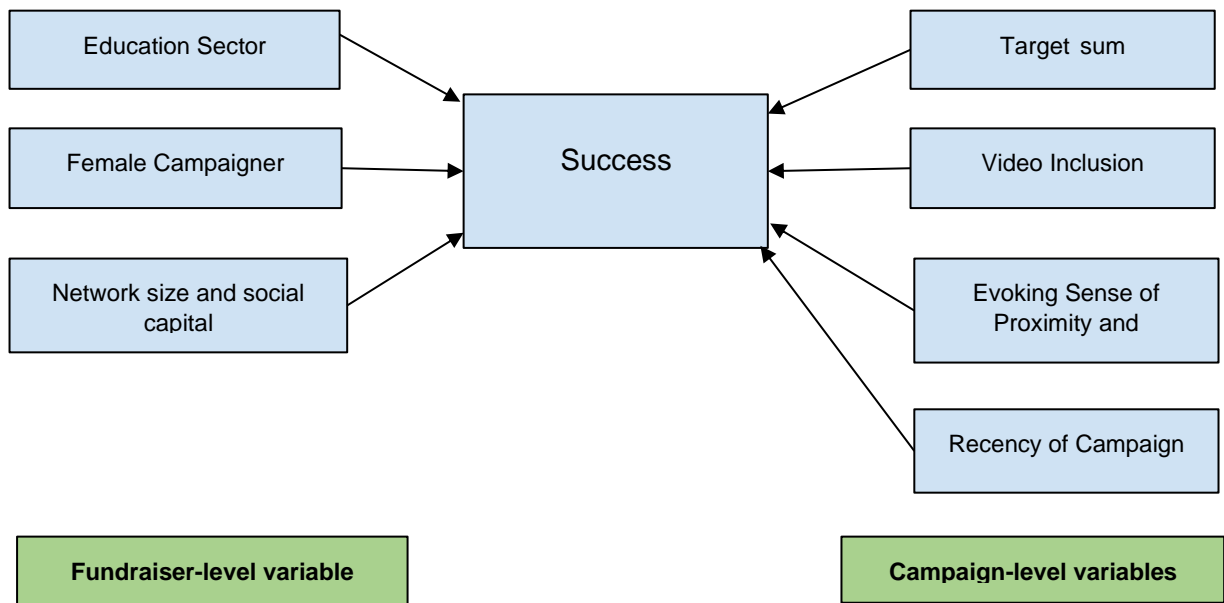 Education Sector
Female Campaigner
Network size and social
capital
Success
Target sum
Video Inclusion
Evoking Sense of
Proximity and
Recency of Campaign
Fundraiser-level variable
Campaign-level variables